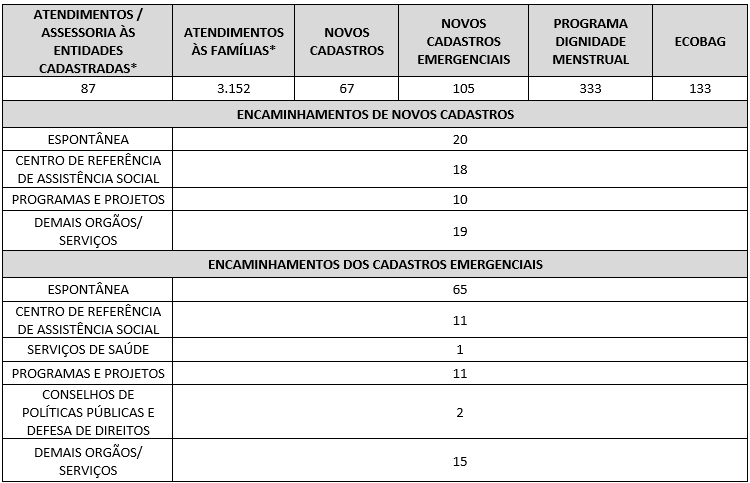 ATENDIMENTOS /
ASSESSORIA ÀS
ENTIDADES
CADASTRADAS*
ATENDIMENTOS
ÀS FAMÍLIAS*
NOVOS
CADASTROS
NOVOS
CADASTROS
EMERGENCIAIS
PROGRAMA
DIGNIDADE
MENSTRUAL
ECOBAG
87 3.152 67 105 333 133
ENCAMINHAMENTOS DE NOVOS CADASTROS
ESPONTÂNEA 20
CENTRO DE REFERÊNCIA
DE ASSISTÊNCIA SOCIAL
18
PROGRAMAS E PROJETOS 10
DEMAIS ORGÃOS/
SERVIÇOS
19
ENCAMINHAMENTOS DOS CADASTROS EMERGENCIAIS
ESPONTÂNEA 65
CENTRO DE REFERÊNCIA
DE ASSISTÊNCIA SOCIAL
11
SERVIÇOS DE SAÚDE 1
PROGRAMAS E PROJETOS 11
CONSELHOS DE
POLÍTICAS PÚBLICAS E
DEFESA DE DIREITOS
2
DEMAIS ORGÃOS/
SERVIÇOS
15